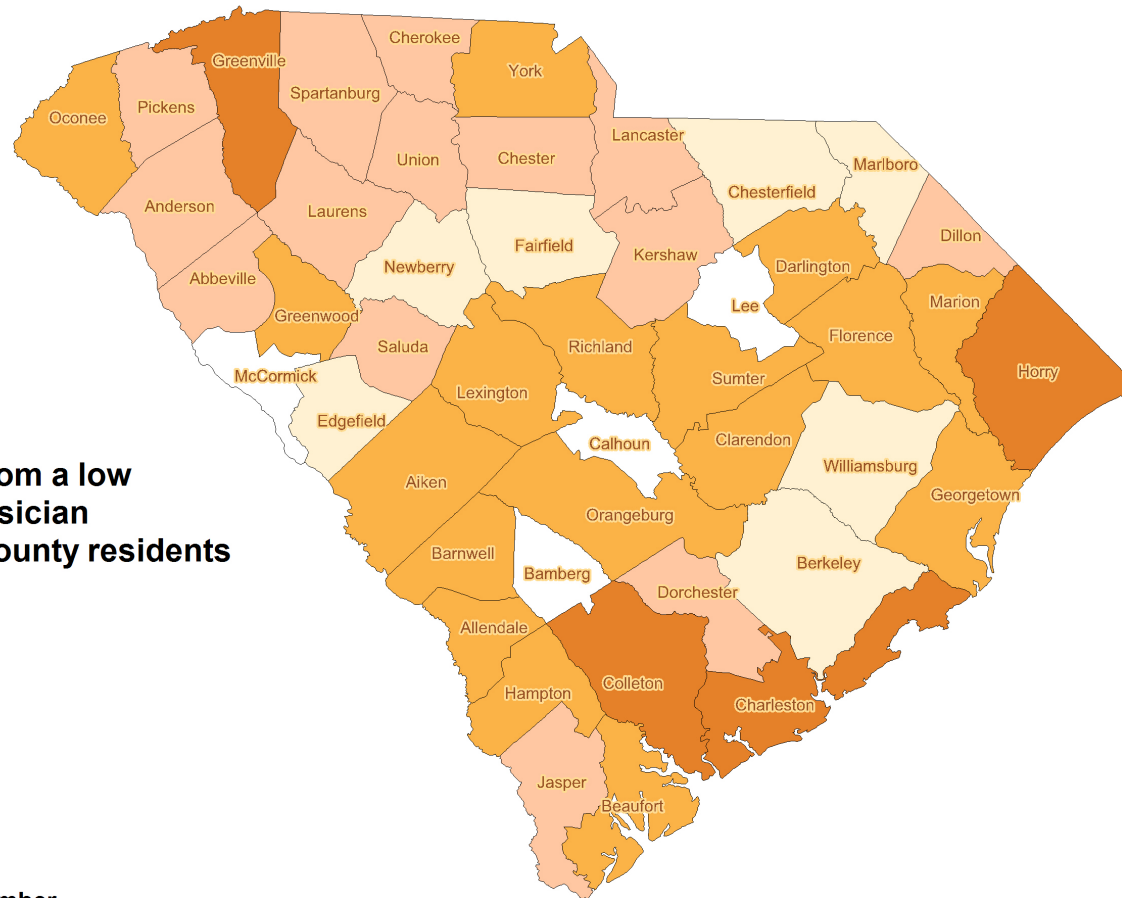 Cherokee
Greenville
York
Spartanburg
Pickens
Oconee
Lancaster
Union
Chester
Marlboro
Chesterfield
Anderson
Laurens
Dillon
Fairfield
Kershaw
Newberry
Darlington
Abbeville
Marion
Lee
Greenwood
Florence
Saluda
Richland
Horry
McCormick
Sumter
Lexington
Edgefield
Clarendon
Calhoun
Williamsburg
Aiken
om a low
Georgetown
sician
Orangeburg
ounty residents
Barnwell
Berkeley
Bamberg
Dorchester
Allendale
Colleton
Hampton
Charleston
Jasper
Beaufort